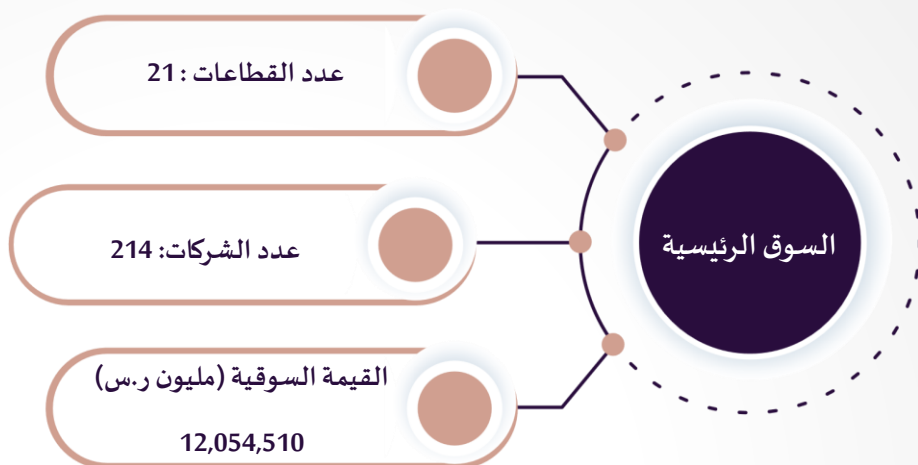 السوق الرئيسية
عدد القطاعات : 21
عدد الشركات: 214
القيمة السوقية (مليون ر.س)
12,054,510